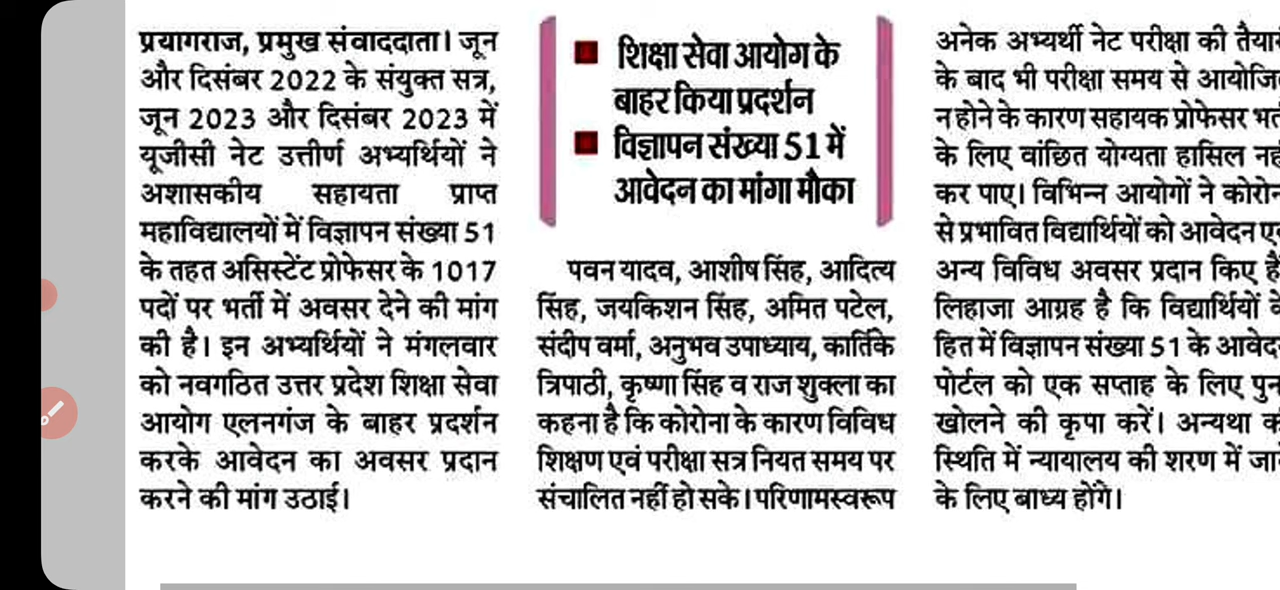 प्रयागराज, प्रमुख संवाददाता। जून
और दिसंबर 2022 के संयुक्त सत्र,
जून 2023 और दिसंबर 2023 में
यूजीसी नेट उत्तीर्ण अभ्यर्थियों ने
अशासकीय सहायता प्राप्त
महाविद्यालयों में विज्ञापन संख्या 51
के तहत असिस्टेंट प्रोफेसर के 1017
पदों पर भर्ती में अवसर देने की मांग
की है। इन अभ्यर्थियों ने मंगलवार
को नवगठित उत्तर प्रदेश शिक्षा सेवा
आयोग एलनगंज के बाहर प्रदर्शन
करके आवेदन का अवसर प्रदान
करने की मांग उठाई।
शिक्षा सेवा आयोग के
बाहर किया प्रदर्शन
विज्ञापन संख्या 51 में
आवेदन का मांगा मौका
पवन यादव, आशीष सिंह, आदित्य
सिंह, जयकिशन सिंह, अमित पटेल,
संदीप वर्मा, अनुभव उपाध्याय, कार्तिके
त्रिपाठी, कृष्णा सिंह व राज शुक्ला का
कहना है कि कोरोना के कारण विविध
शिक्षण एवं परीक्षा सत्र नियत समय पर
संचालित नहीं हो सके। परिणामस्वरूप
अनेक अभ्यर्थी नेट परीक्षा की
के बाद भी परीक्षा समय से
न होने के कारण सहायक प्रोफेसर
के लिए वांछित योग्यता हासिल
कर पाए। विभिन्न आयोगों ने
से प्रभावित विद्यार्थियों को आवेदन
अन्य विविध अवसर प्रदान किए
लिहाजा आग्रह है कि विद्यार्थियों
हित में विज्ञापन संख्या 51 के
पोर्टल को एक सप्ताह के लिए
खोलने की कृपा करें। अन्यथा
स्थिति में न्यायालय की शरण में
के लिए बाध्य होंगे।